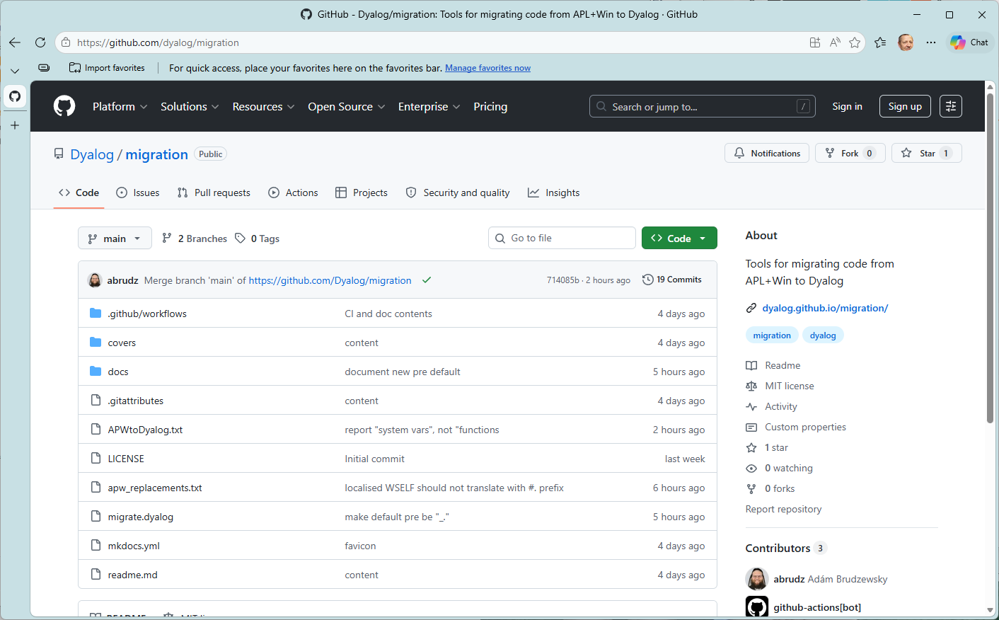 GitHub - Dyalog/migration: Tools for migrating code from APL+Win to Dyalog · GitHub
https://github.com/dyalog/migration
Chat
Import favorites
For quick access, place your favorites here on the favorites bar. Manage favorites now
Platform Solutions Resources Open Source Enterprise Pricing
Search or jump to... /
Sign in
Sign up
Dyalog / migration Public
Notifications
Fork 0
Star 1
Code Issues Pull requests Actions Projects Security and quality Insights
main
2 Branches
0 Tags
Go to file
Code
abrudz Merge branch 'main' of https://github.com/Dyalog/migration 714085b · 2 hours ago 19 Commits
.github/workflows CI and doc contents 4 days ago
covers content 4 days ago
docs document new pre default 5 hours ago
.gitattributes content 4 days ago
APWtoDyalog.txt report "system vars", not "functions 2 hours ago
LICENSE Initial commit last week
apw_replacements.txt localised WSELF should not translate with #. prefix 6 hours ago
migrate.dyalog make default pre be "_." 5 hours ago
mkdocs.yml favicon 4 days ago
readme.md content 4 days ago
About
Tools for migrating code from
APL+Win to Dyalog
dyalog.github.io/migration/
migration dyalog
Readme
MIT license
Activity
Custom properties
1 star
0 watching
0 forks
Report repository
Contributors 3
abrudz Adám Brudzewsky
github-actions[bot]
README